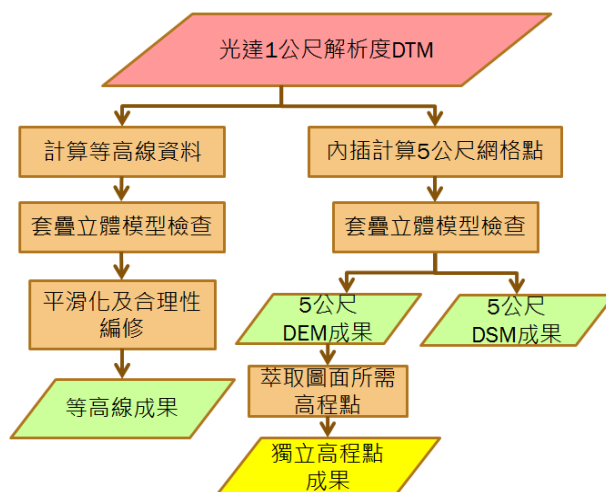 光達1公尺解析度DTM
計算等高線資料
內插計算5公尺網格點
套疊立體模型檢查
套疊立體模型檢查
平滑化及合理性
編修
5公尺
DEM成果
5公尺
DSM成果
等高線成果
萃取圖面所需
高程點
獨立高程點
成果